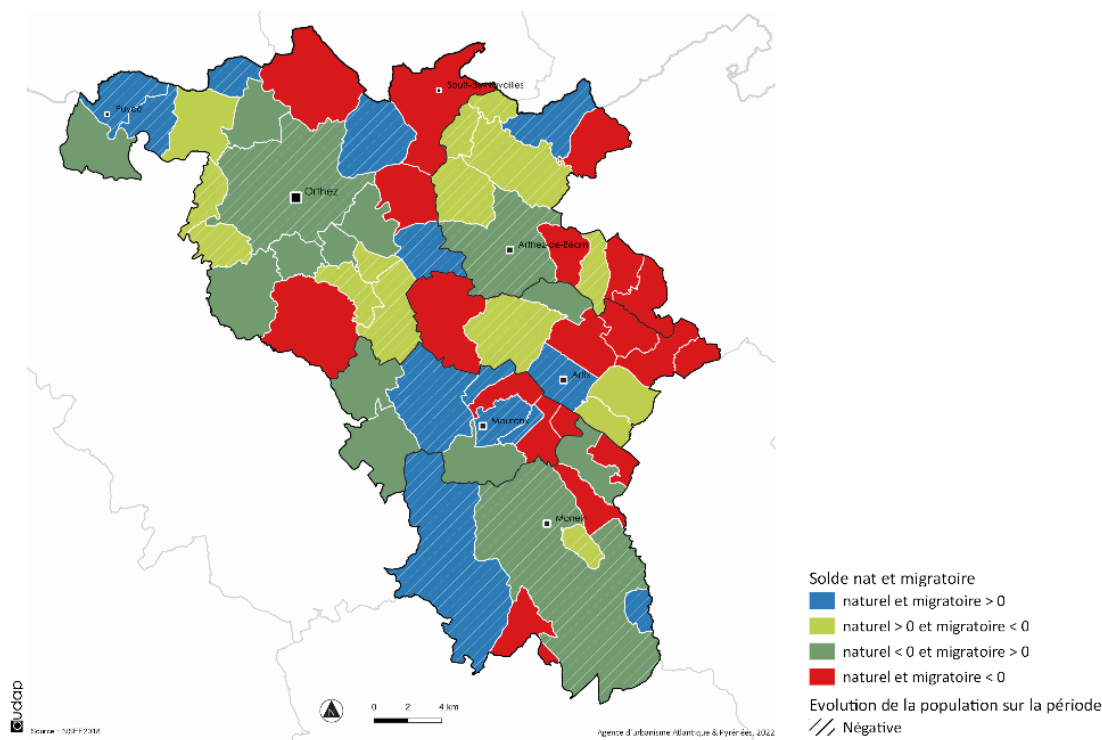 Sault-de-Navailles
Puyoo
Orthez
Arthez-de-Béarn
Artix
Mourenx
Monein
Solde nat et migratoire
naturel et migratoire > 0
naturel > 0 et migratoire < 0
naturel < 0 et migratoire > 0
naturel et migratoire < 0
Evolution de la population sur la période
Négative
audap
N
0 2 4 km
Source : INSEE2018
Agence d'urbanisme Atlantique & Pyrénées, 2022